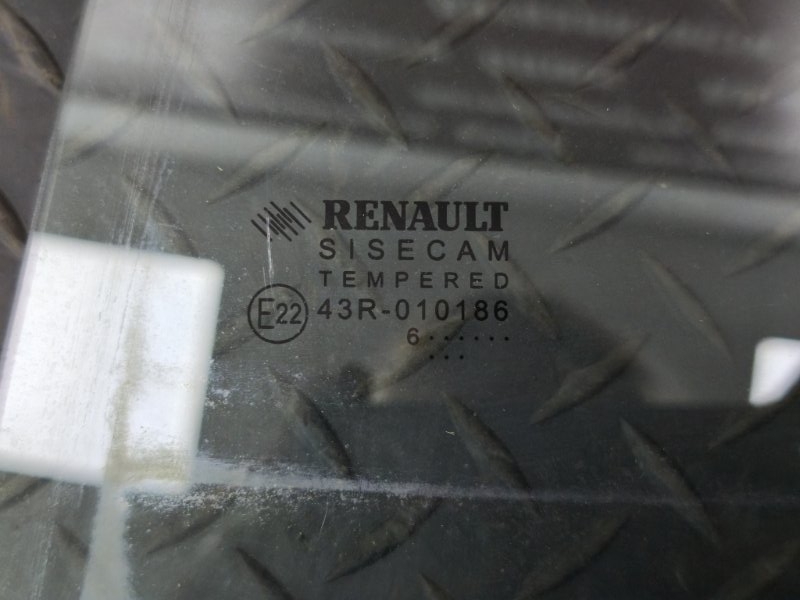 RENAULT
SISECAM
TEMPERED
E22 43R-010186
6······
···